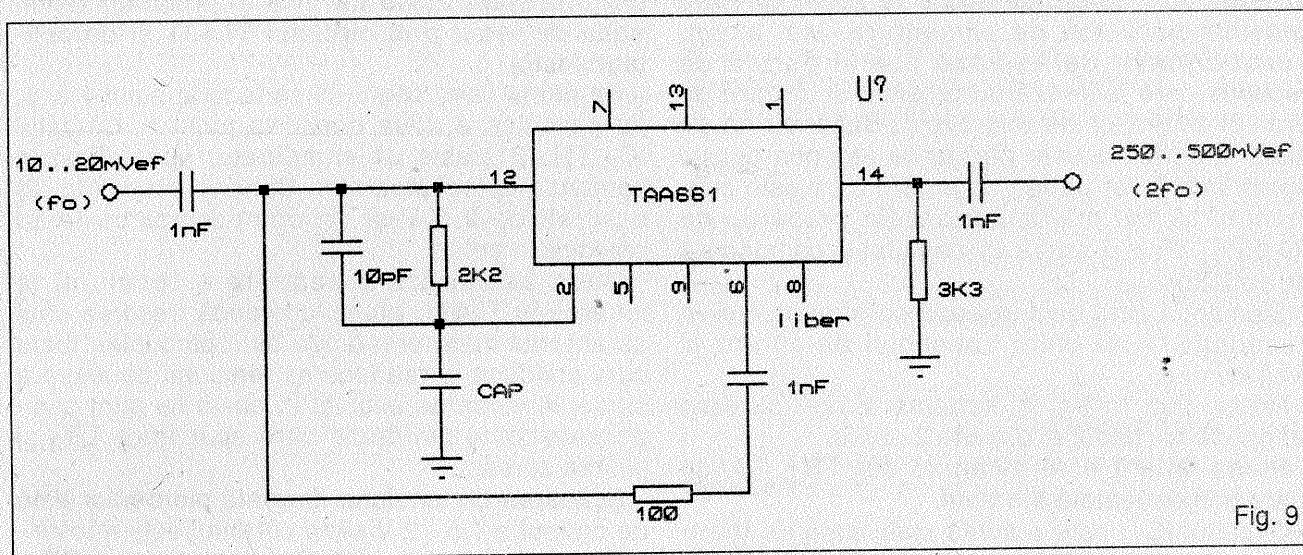 7
13
1
U?
10..20mVef
(fo)
1nF
12
TAA661
14
250..500mVef
(2fo)
1nF
10pF
2K2
3K3
2
5
9
6
8
liber
CAP
1nF
100
Fig. 9